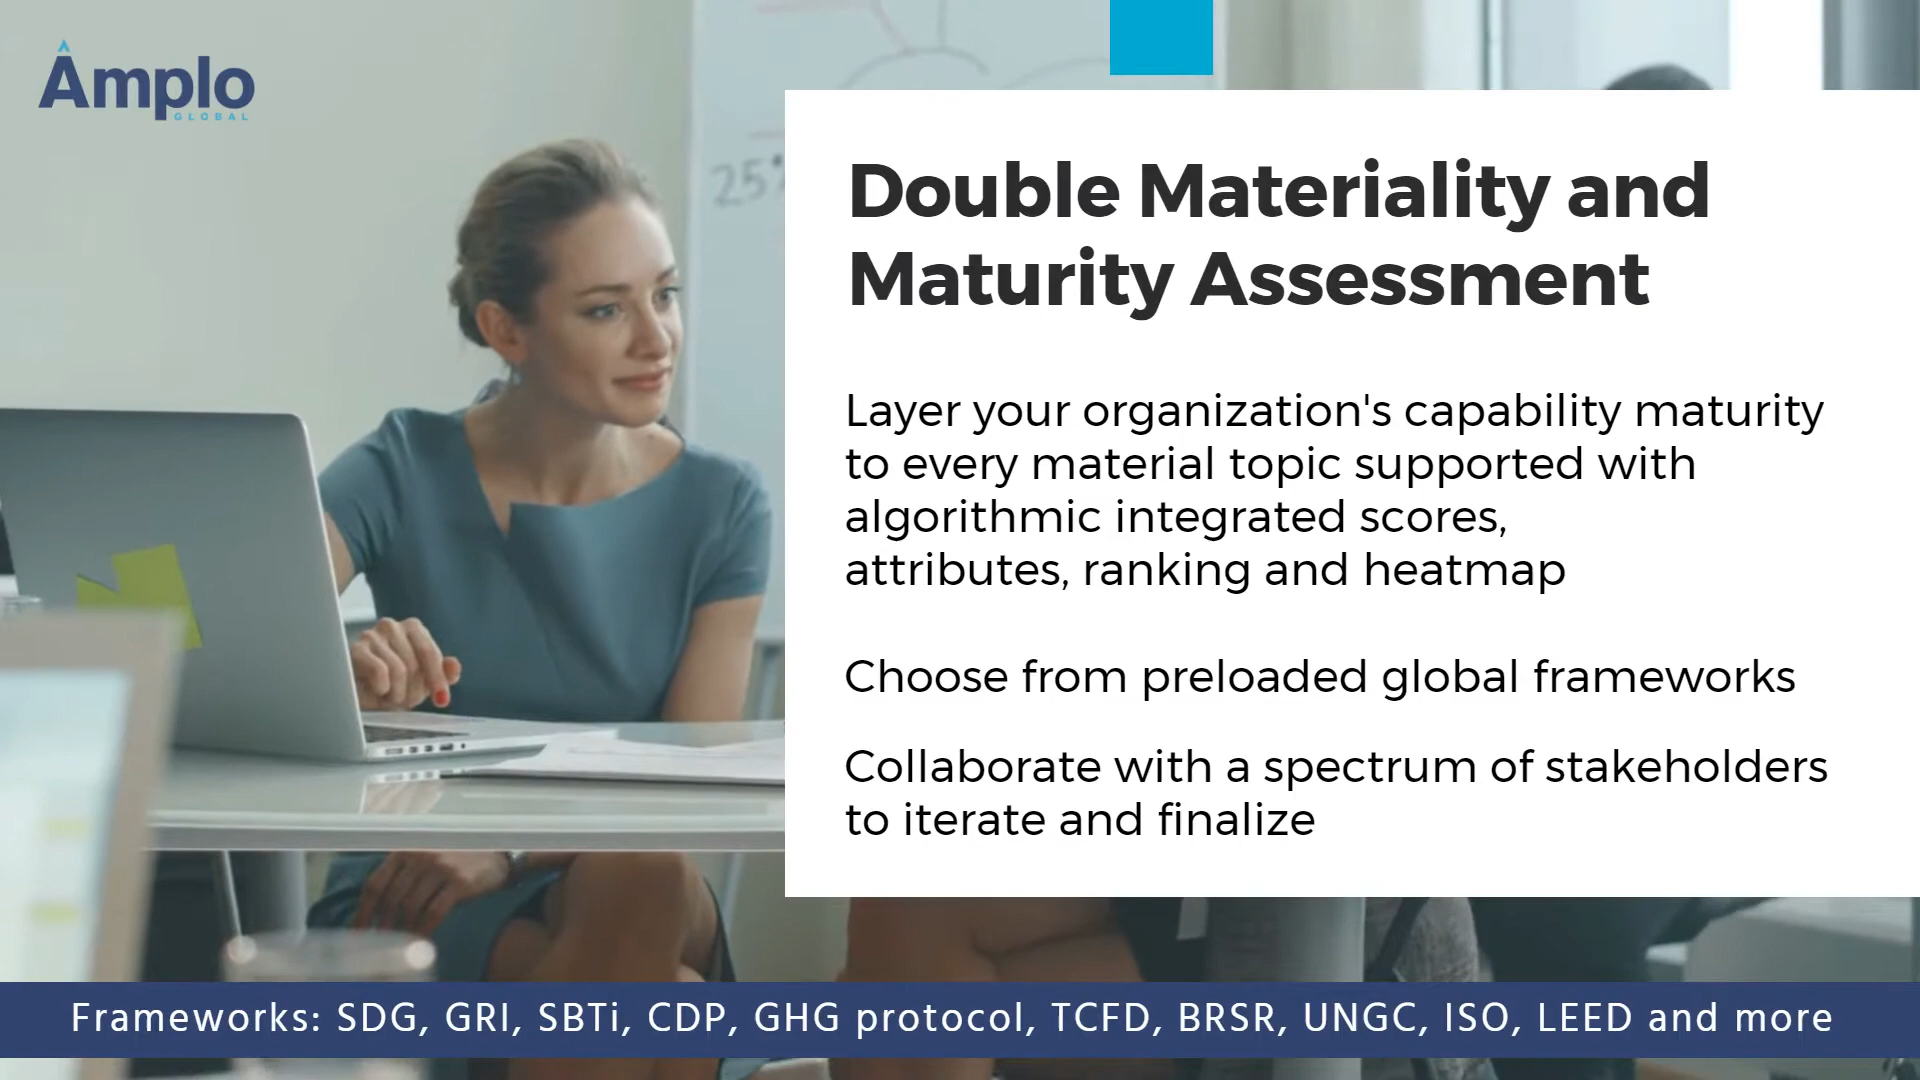 Amplo
GLOBAL
25%
Double Materiality and
Maturity Assessment
Layer your organization's capability maturity
to every material topic supported with
algorithmic integrated scores,
attributes, ranking and heatmap
Choose from preloaded global frameworks
Collaborate with a spectrum of stakeholders
to iterate and finalize
Frameworks: SDG, GRI, SBTi, CDP, GHG protocol, TCFD, BRSR, UNGC, ISO, LEED and more